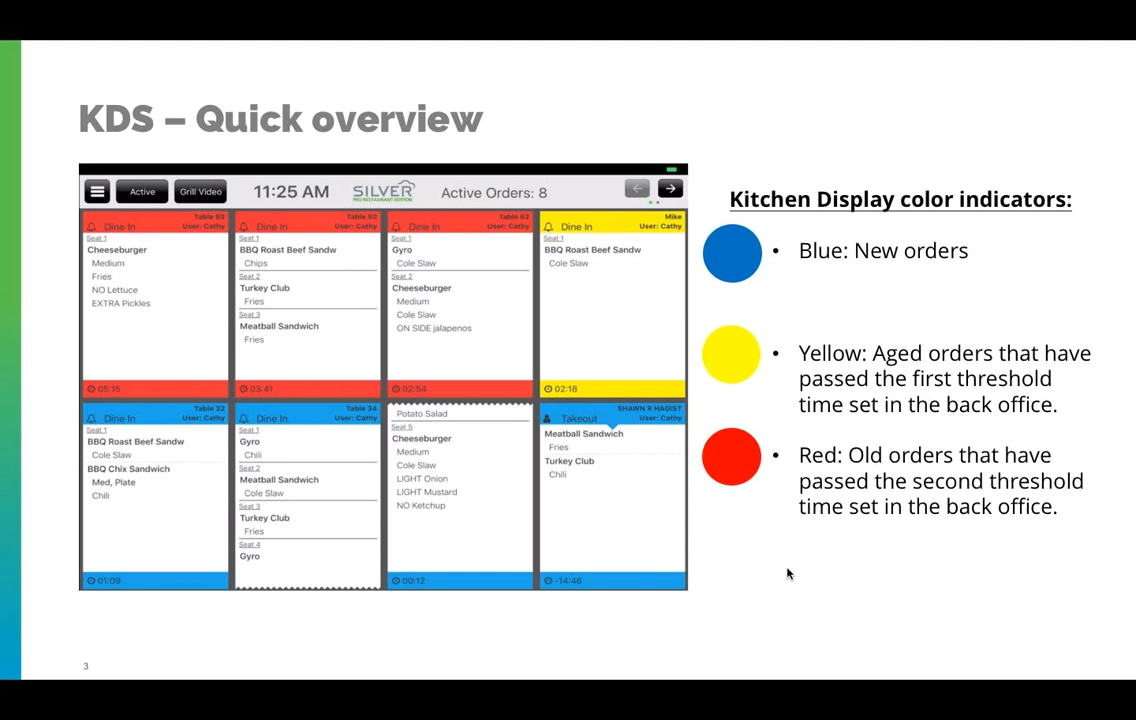 KDS – Quick overview
Active
Grill Video
11:25 AM
SILVER
PRO RESTAURANT EDITION
Active Orders: 8
Table 93
Dine In User: Cathy
Seat 1
Cheeseburger
Medium
Fries
NO Lettuce
EXTRA Pickles
05:15
Table 92
Dine In User: Cathy
Seat 1
BBQ Roast Beef Sandw
Chips
Seat 2
Turkey Club
Fries
Seat 3
Meatball Sandwich
Fries
03:41
Table 62
Dine In User: Cathy
Seat 1
Gyro
Cole Slaw
Seat 2
Cheeseburger
Medium
Cole Slaw
ON SIDE jalapenos
02:54
Mike
Dine In User: Cathy
Seat 1
BBQ Roast Beef Sandw
Cole Slaw
02:18
Table 32
Dine In User: Cathy
Seat 1
BBQ Roast Beef Sandw
Cole Slaw
BBQ Chix Sandwich
Med, Plate
Chili
01:09
Table 34
Dine In User: Cathy
Seat 1
Gyro
Chili
Seat 2
Meatball Sandwich
Cole Slaw
Seat 3
Turkey Club
Fries
Seat 4
Gyro
Potato Salad
Seat 5
Cheeseburger
Medium
Cole Slaw
LIGHT Onion
LIGHT Mustard
NO Ketchup
00:12
SHAWN R HAGIST
Takeout User: Cathy
Meatball Sandwich
Fries
Turkey Club
Chili
-14:46
Kitchen Display color indicators:
• Blue: New orders
• Yellow: Aged orders that have
passed the first threshold
time set in the back office.
• Red: Old orders that have
passed the second threshold
time set in the back office.
3